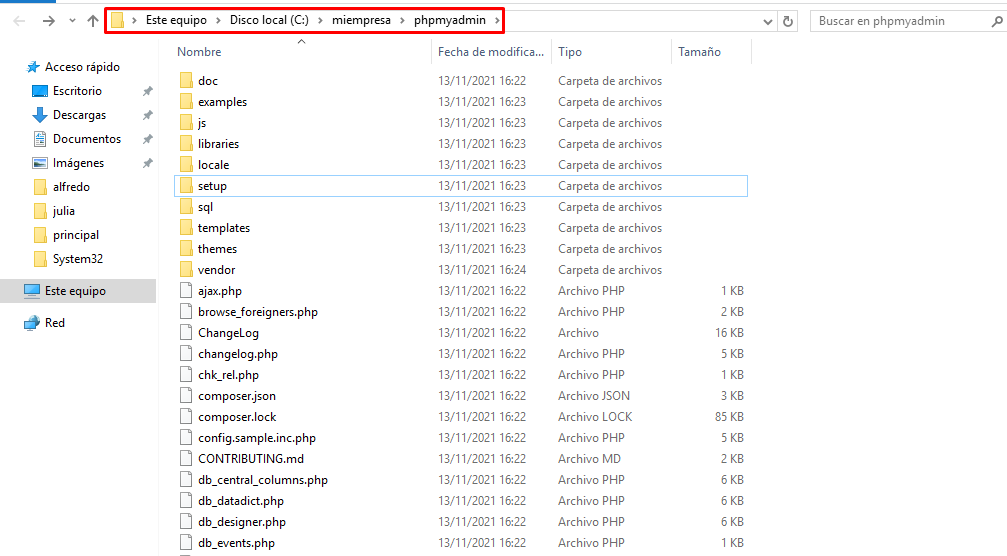 Este equipo > Disco local (C:) > miempresa > phpmyadmin >
Buscar en phpmyadmin
Nombre Fecha de modifica... Tipo Tamaño
Acceso rápido
Escritorio
Descargas
Documentos
Imágenes
alfredo
julia
principal
System32
Este equipo
Red
doc 13/11/2021 16:22 Carpeta de archivos
examples 13/11/2021 16:23 Carpeta de archivos
js 13/11/2021 16:23 Carpeta de archivos
libraries 13/11/2021 16:23 Carpeta de archivos
locale 13/11/2021 16:23 Carpeta de archivos
setup 13/11/2021 16:23 Carpeta de archivos
sql 13/11/2021 16:23 Carpeta de archivos
templates 13/11/2021 16:23 Carpeta de archivos
themes 13/11/2021 16:23 Carpeta de archivos
vendor 13/11/2021 16:24 Carpeta de archivos
ajax.php 13/11/2021 16:22 Archivo PHP 1 KB
browse_foreigners.php 13/11/2021 16:22 Archivo PHP 2 KB
ChangeLog 13/11/2021 16:22 Archivo 16 KB
changelog.php 13/11/2021 16:22 Archivo PHP 5 KB
chk_rel.php 13/11/2021 16:22 Archivo PHP 1 KB
composer.json 13/11/2021 16:22 Archivo JSON 3 KB
composer.lock 13/11/2021 16:22 Archivo LOCK 85 KB
config.sample.inc.php 13/11/2021 16:22 Archivo PHP 5 KB
CONTRIBUTING.md 13/11/2021 16:22 Archivo MD 2 KB
db_central_columns.php 13/11/2021 16:22 Archivo PHP 6 KB
db_datadict.php 13/11/2021 16:22 Archivo PHP 6 KB
db_designer.php 13/11/2021 16:22 Archivo PHP 6 KB
db_events.php 13/11/2021 16:22 Archivo PHP 1 KB